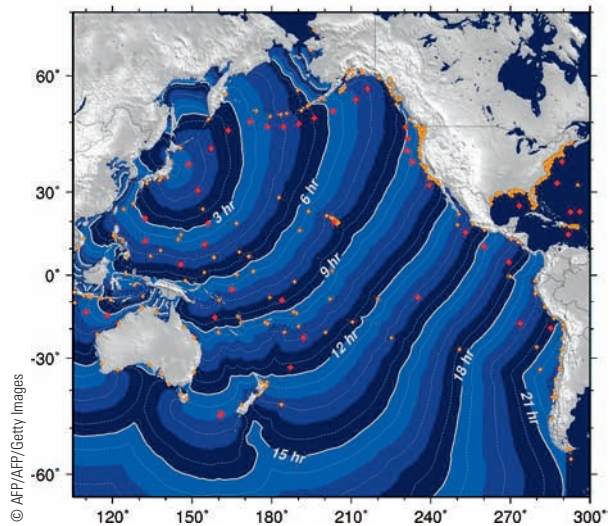 60°
30°
0°
-30°
-60°
3 hr
6 hr
9 hr
12 hr
15 hr
18 hr
21 hr
120° 150° 180° 210° 240° 270° 300°
© AFP/AFP/Getty Images